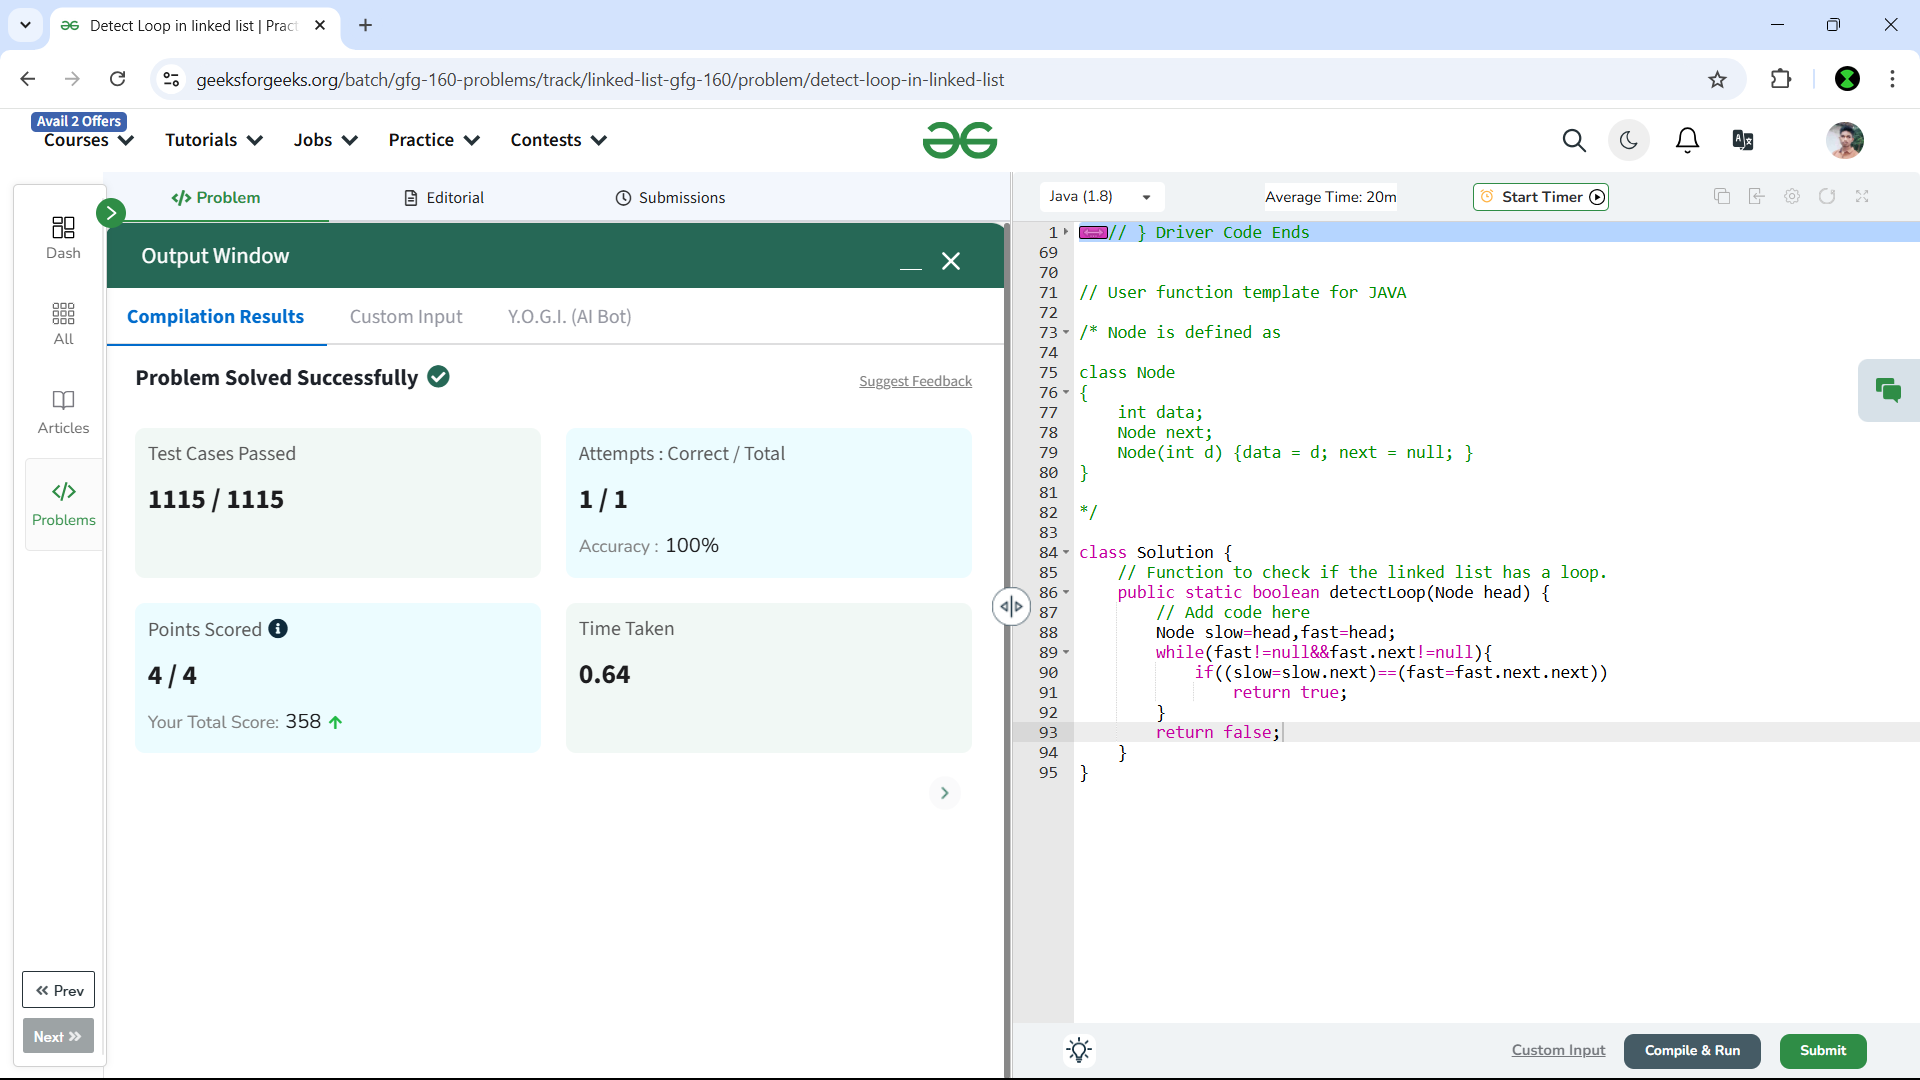 Detect Loop in linked list | Pract
geeksforgeeks.org/batch/gfg-160-problems/track/linked-list-gfg-160/problem/detect-loop-in-linked-list
Avail 2 Offers
Courses
Tutorials
Jobs
Practice
Contests
Dash
All
Articles
Problems
Prev
Next
</> Problem
Editorial
Submissions
Output Window
Compilation Results
Custom Input
Y.O.G.I. (AI Bot)
Problem Solved Successfully
Suggest Feedback
Test Cases Passed
1115 / 1115
Attempts : Correct / Total
1 / 1
Accuracy : 100%
Points Scored
4 / 4
Your Total Score: 358
Time Taken
0.64
Java (1.8)
Average Time: 20m
Start Timer
1 // } Driver Code Ends
69
70
71 // User function template for JAVA
72
73 /* Node is defined as
74
75 class Node
76 {
77     int data;
78     Node next;
79     Node(int d) {data = d; next = null; }
80 }
81
82 */
83
84 class Solution {
85     // Function to check if the linked list has a loop.
86     public static boolean detectLoop(Node head) {
87         // Add code here
88         Node slow=head,fast=head;
89         while(fast!=null&&fast.next!=null){
90             if((slow=slow.next)==(fast=fast.next.next))
91                 return true;
92         }
93         return false;
94     }
95 }
Custom Input
Compile & Run
Submit